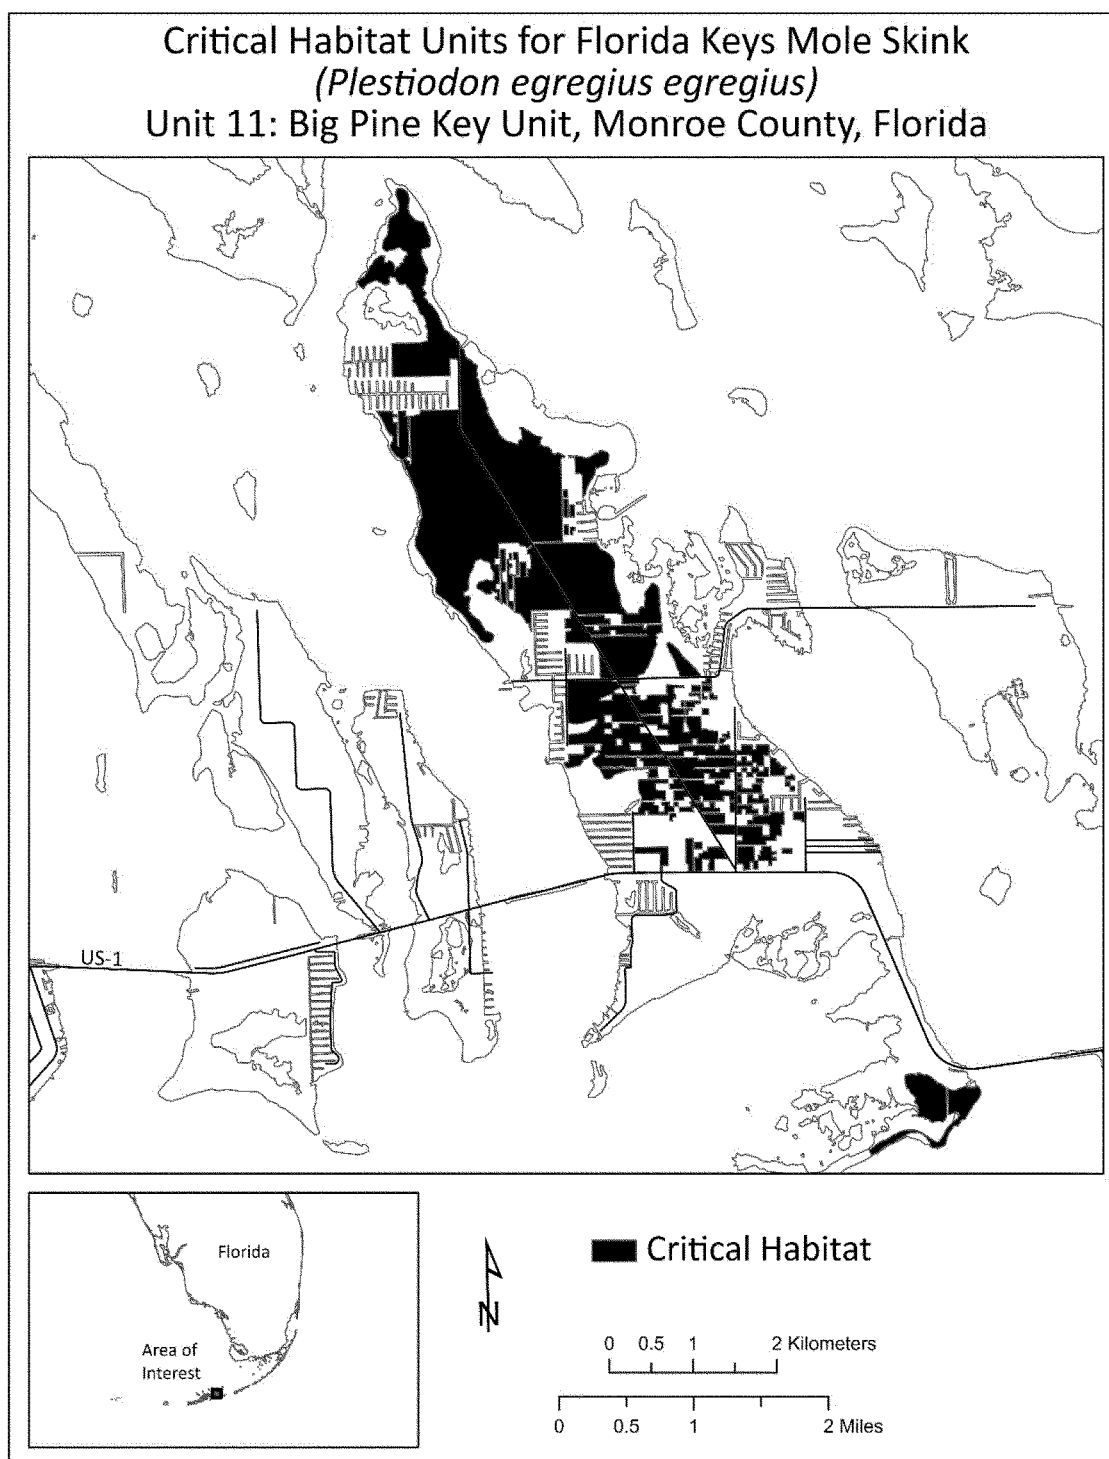 Critical Habitat Units for Florida Keys Mole Skink
(Plestiodon egregius egregius)
Unit 11: Big Pine Key Unit, Monroe County, Florida
US-1
Florida
Area of
Interest
N
Critical Habitat
0 0.5 1 2 Kilometers
0 0.5 1 2 Miles